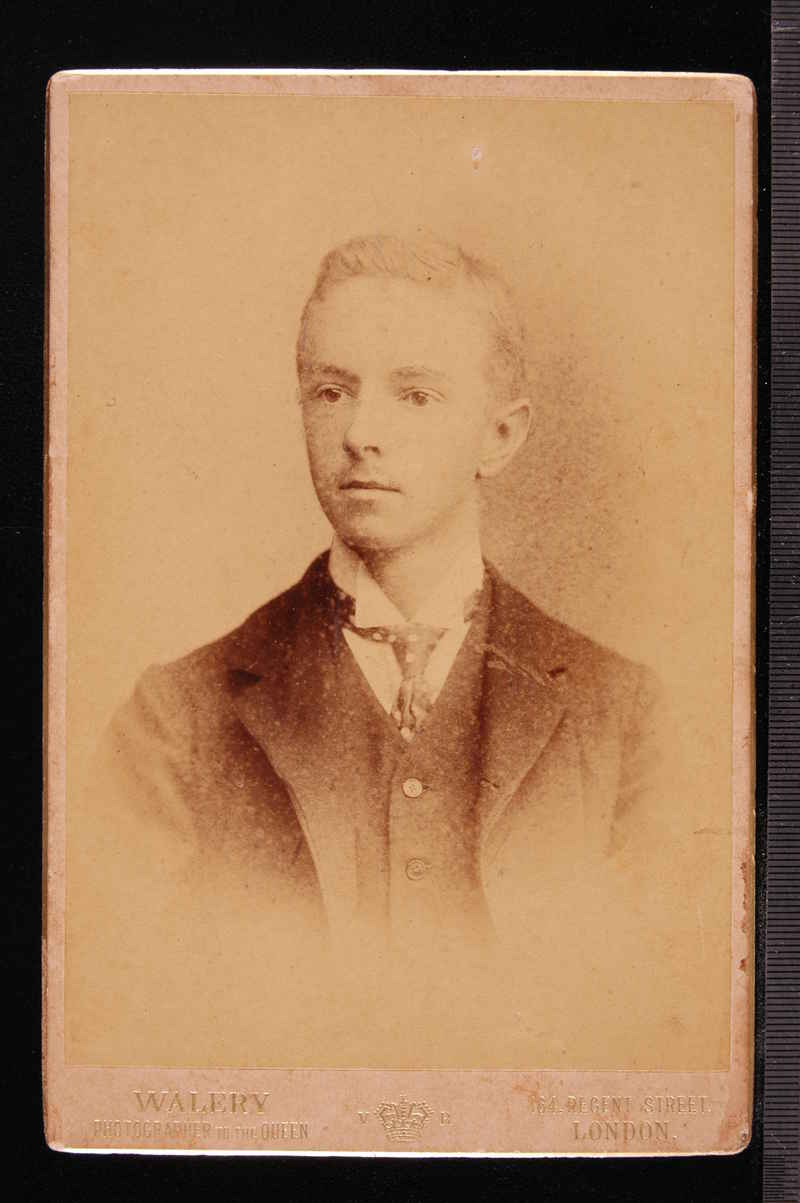 WALERY
PHOTOGRAPHER TO THE QUEEN
V R
164, REGENT STREET,
LONDON.